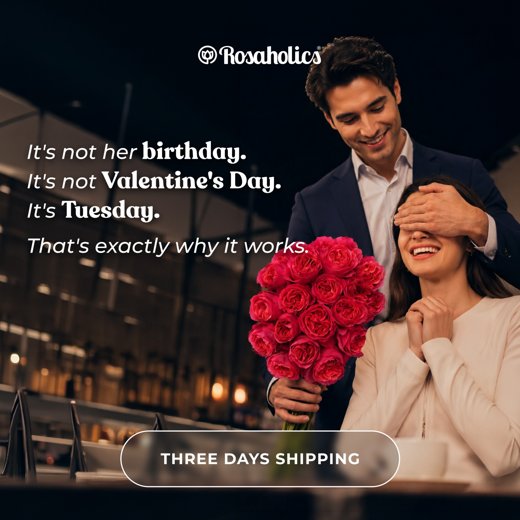 Rosaholics
It's not her birthday.
It's not Valentine's Day.
It's Tuesday.
That's exactly why it works.
THREE DAYS SHIPPING